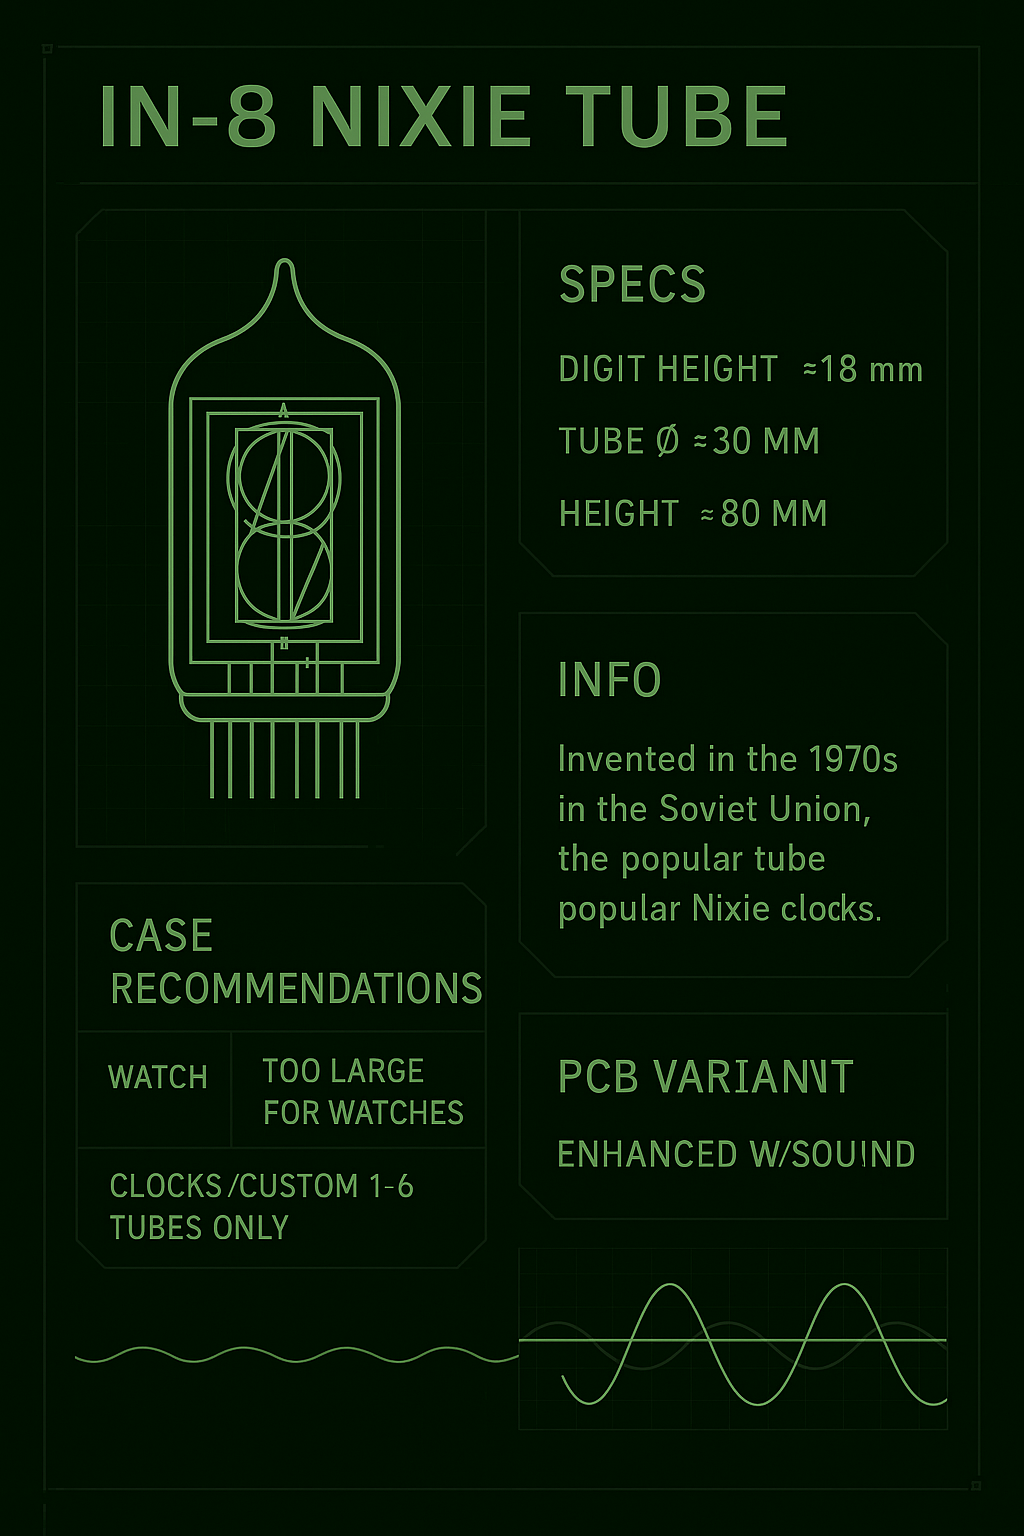 IN-8 NIXIE TUBE
SPECS
DIGIT HEIGHT ≈18 mm
TUBE Ø ≈30 MM
HEIGHT ≈80 MM
INFO
Invented in the 1970s
in the Soviet Union,
the popular tube
popular Nixie clocks.
CASE
RECOMMENDATIONS
WATCH
TOO LARGE
FOR WATCHES
CLOCKS/CUSTOM 1-6
TUBES ONLY
PCB VARIANNT
ENHANCED W/SOUIND